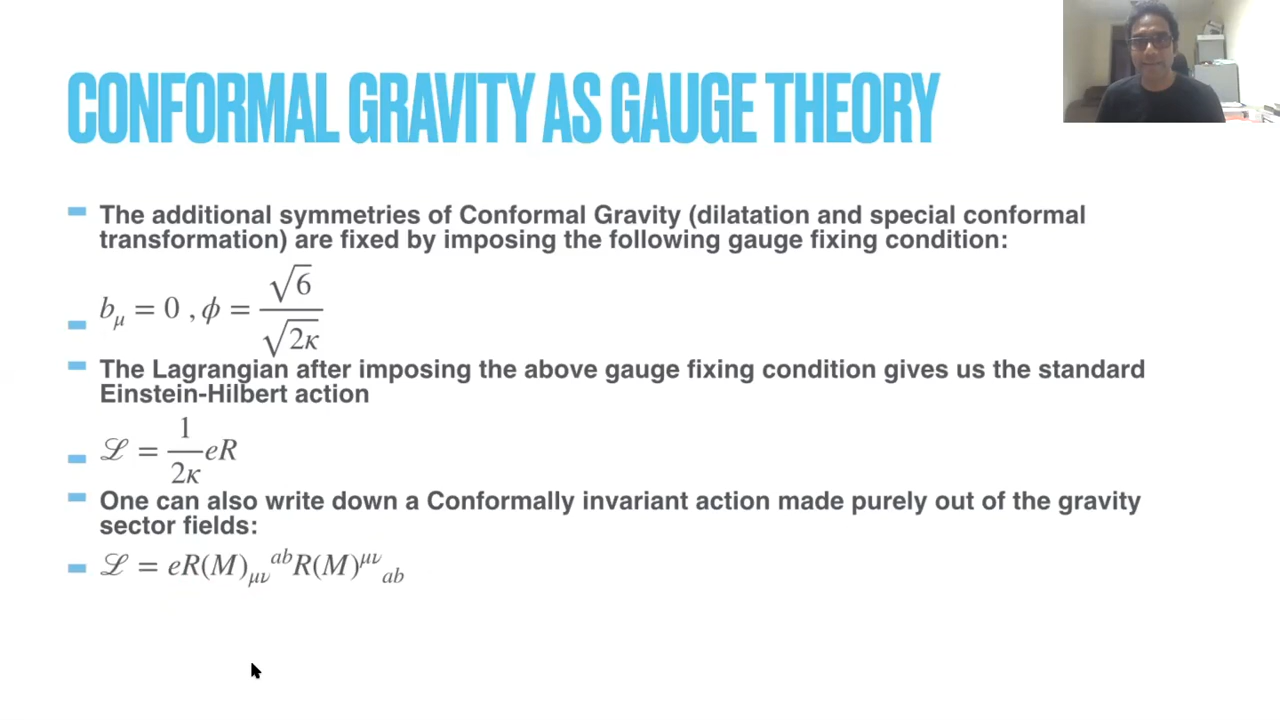 CONFORMAL GRAVITY AS GAUGE THEORY
The additional symmetries of Conformal Gravity (dilatation and special conformal
transformation) are fixed by imposing the following gauge fixing condition:
b_μ = 0 , ϕ = √6 / √2κ
The Lagrangian after imposing the above gauge fixing condition gives us the standard
Einstein-Hilbert action
ℒ = 1/2κ eR
One can also write down a Conformally invariant action made purely out of the gravity
sector fields:
ℒ = eR(M)_μν^ab R(M)^μν_ab